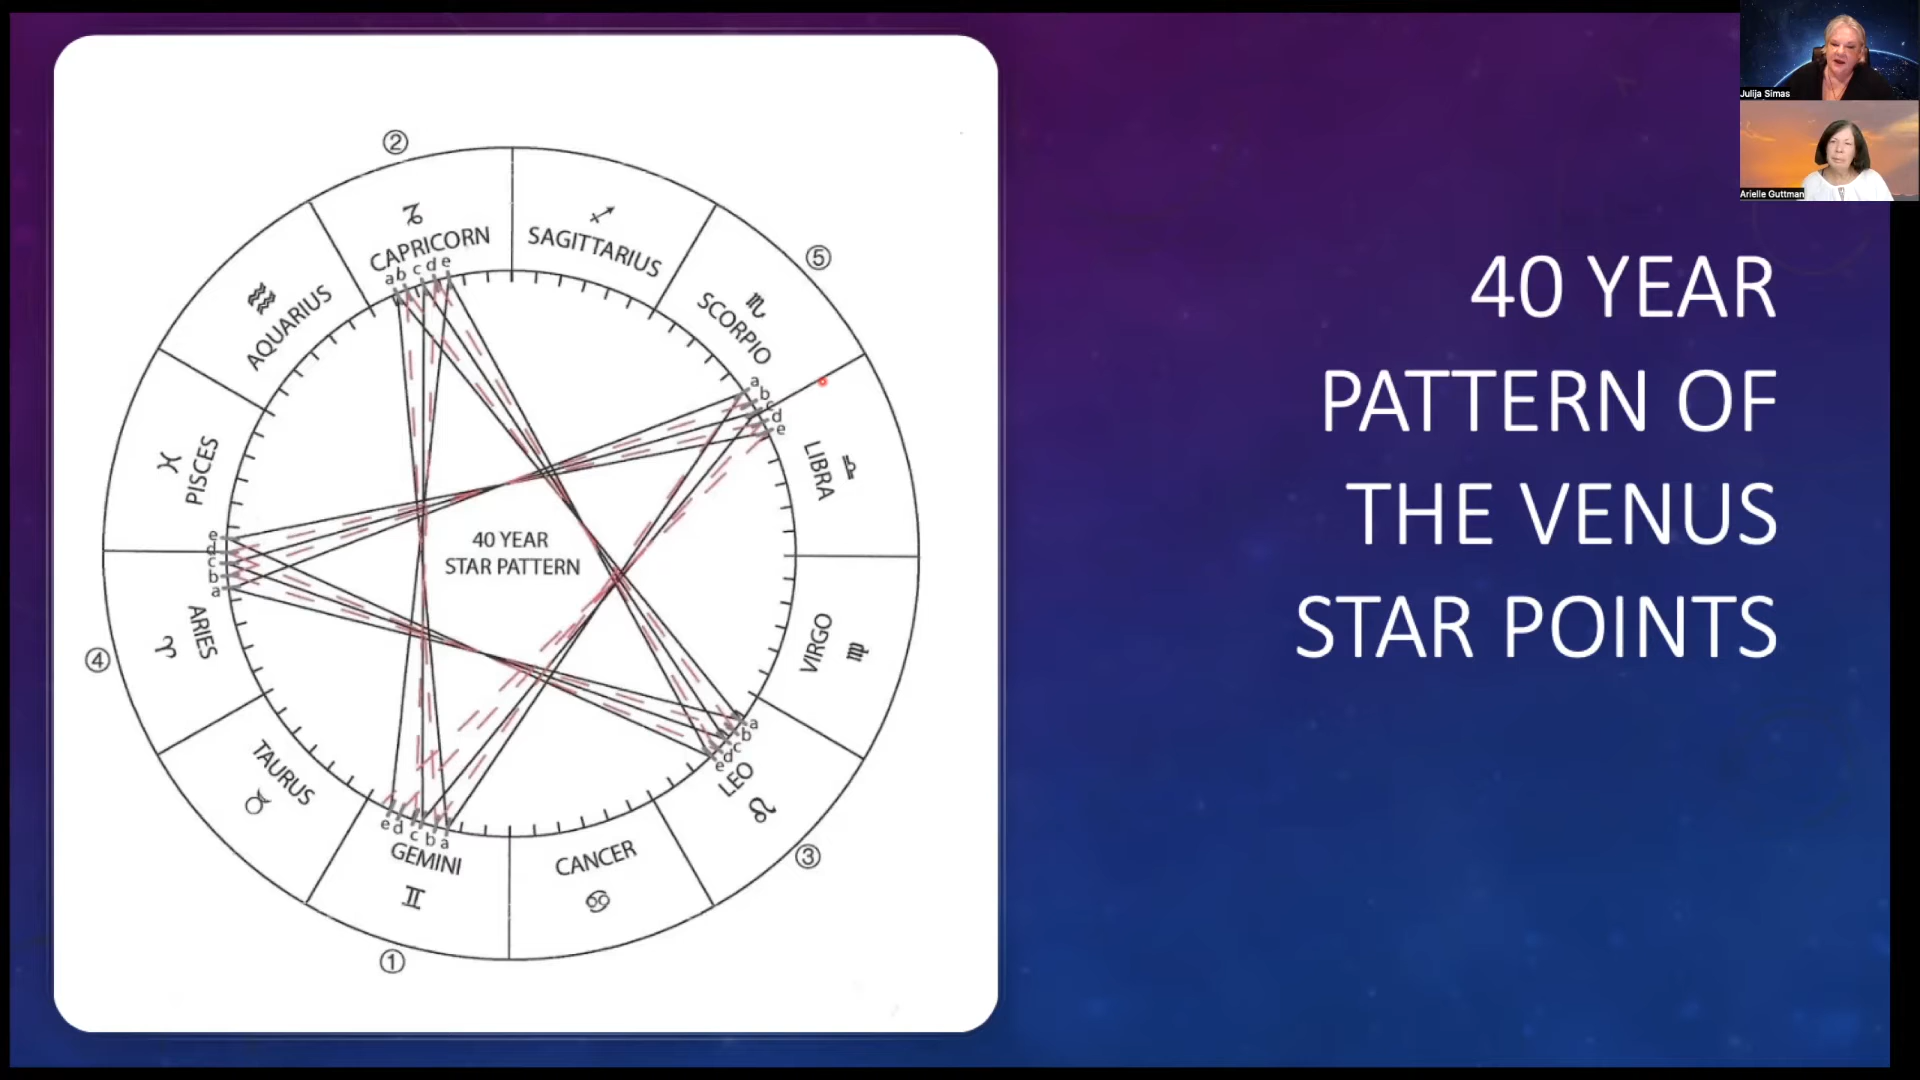 ②
CAPRICORN
a b c d e
SAGITTARIUS
⑤
SCORPIO
a
b
c
d
e
AQUARIUS
PISCES
LIBRA
e
d
c
b
a
40 YEAR
STAR PATTERN
ARIES
④
VIRGO
TAURUS
a
b
c
d
e
LEO
③
e d c b a
GEMINI
CANCER
①
40 YEAR
PATTERN OF
THE VENUS
STAR POINTS
Julija Simas
Arielle Guttman